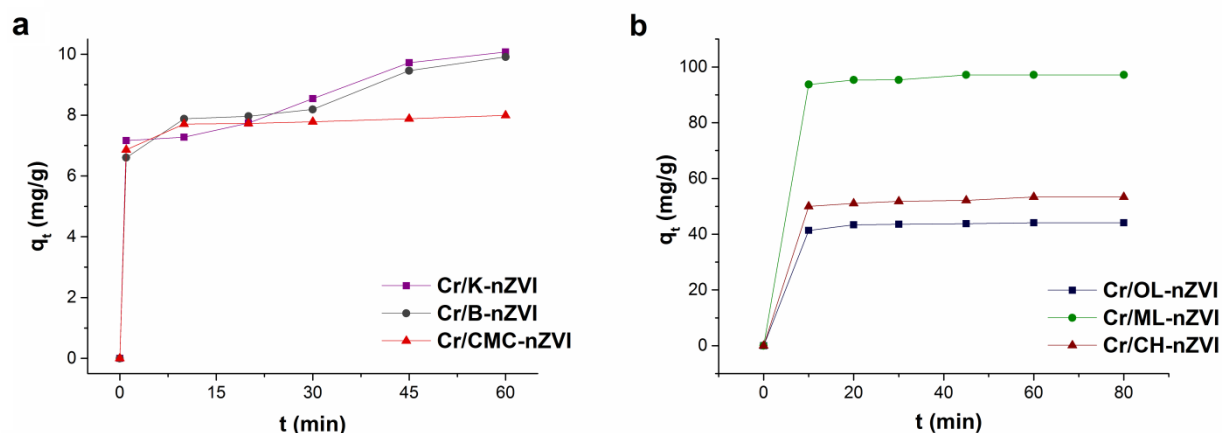 a
10
8
6
4
2
0
qt (mg/g)
0
15
30
45
60
t (min)
Cr/K-nZVI
Cr/B-nZVI
Cr/CMC-nZVI
b
100
80
60
40
20
0
qt (mg/g)
0
20
40
60
80
t (min)
Cr/OL-nZVI
Cr/ML-nZVI
Cr/CH-nZVI